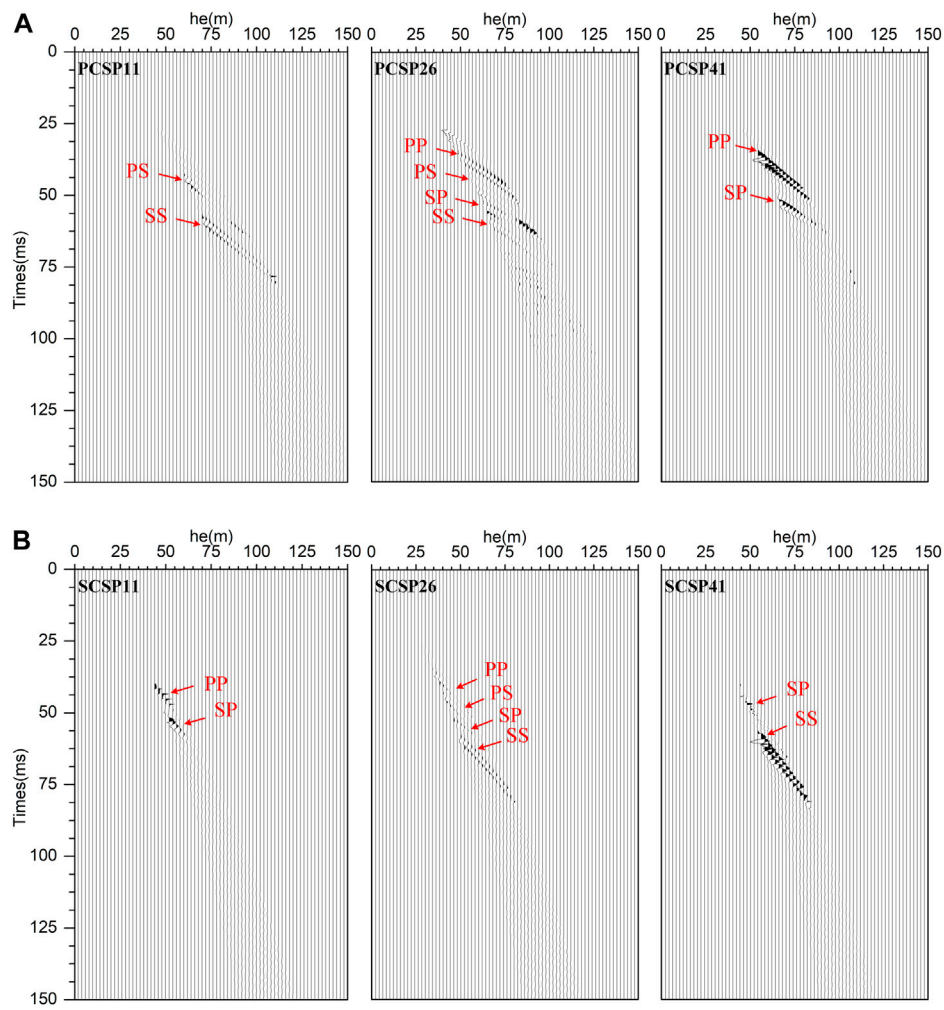 A
he(m) he(m) he(m)
0 25 50 75 100 125 150 0 25 50 75 100 125 150 0 25 50 75 100 125 150
0
PCSP11 PCSP26 PCSP41
25
PP PP
PS PS
50
SP SP
SS SS
75
Times(ms)
100
125
150
B
he(m) he(m) he(m)
0 25 50 75 100 125 150 0 25 50 75 100 125 150 0 25 50 75 100 125 150
0
SCSP11 SCSP26 SCSP41
25
PP PP SP
PS
50
SP SP SS
SS
75
Times(ms)
100
125
150